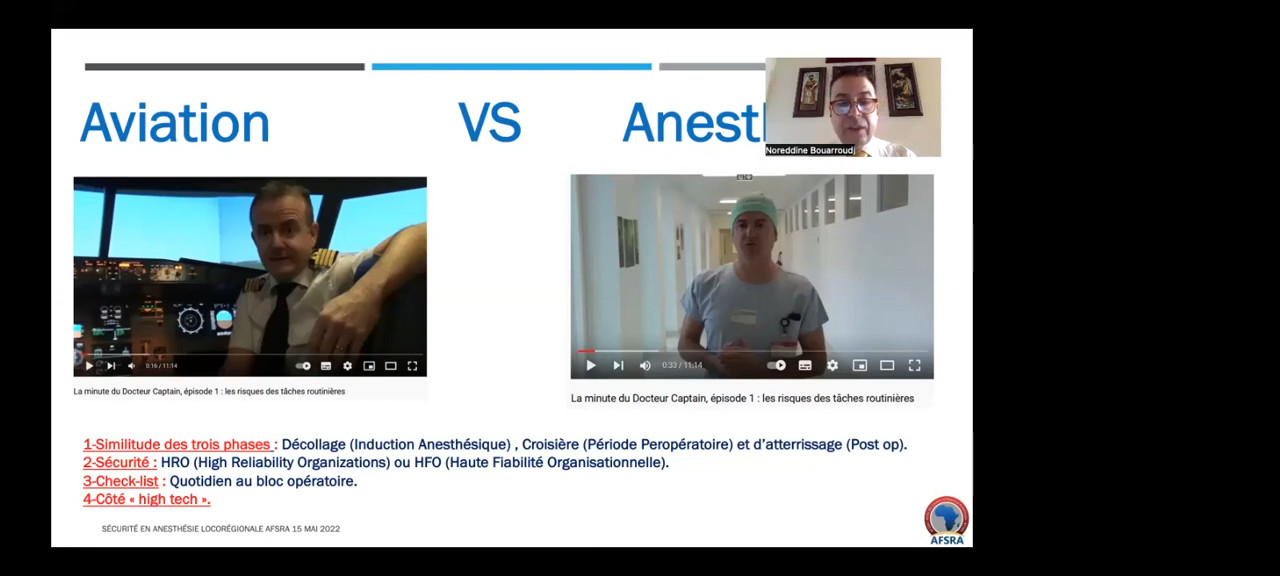 Aviation VS Anest
Noreddine Bouarroudj
0:16 / 11:14
0:33 / 11:14
La minute du Docteur Captain, épisode 1 : les risques des tâches routinières
La minute du Docteur Captain, épisode 1 : les risques des tâches routinières
1-Similitude des trois phases : Décollage (Induction Anesthésique) , Croisière (Période Peropératoire) et d’atterrissage (Post op).
2-Sécurité : HRO (High Reliability Organizations) ou HFO (Haute Fiabilité Organisationnelle).
3-Check-list : Quotidien au bloc opératoire.
4-Côté « high tech ».
SÉCURITÉ EN ANESTHÉSIE LOCORÉGIONALE AFSRA 15 MAI 2022
AFSRA